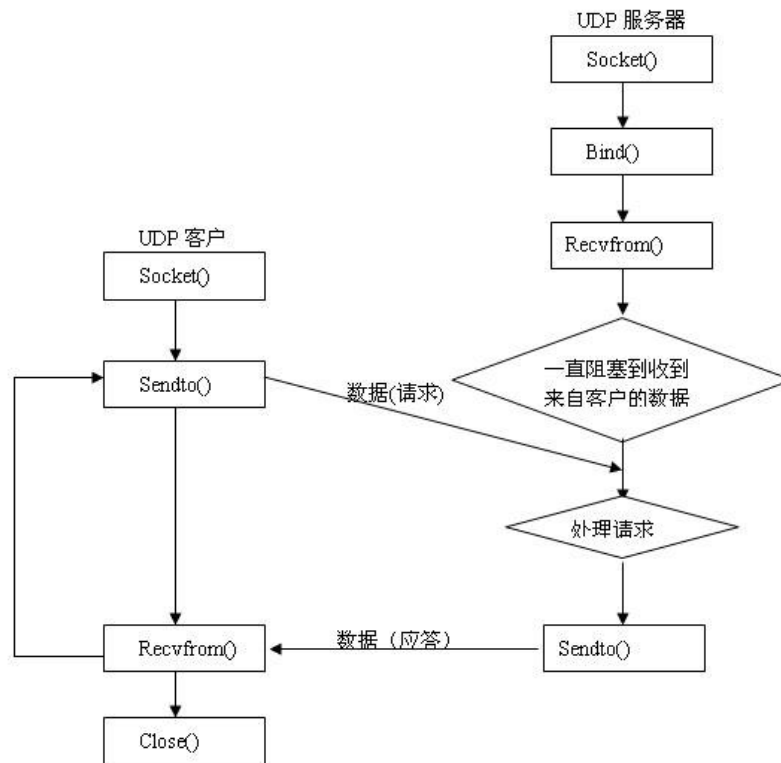 UDP 服务器
Socket()
Bind()
Recvfrom()
一直阻塞到收到
来自客户的数据
处理请求
Sendto()
UDP 客户
Socket()
Sendto()
数据(请求)
Recvfrom()
数据（应答）
Close()